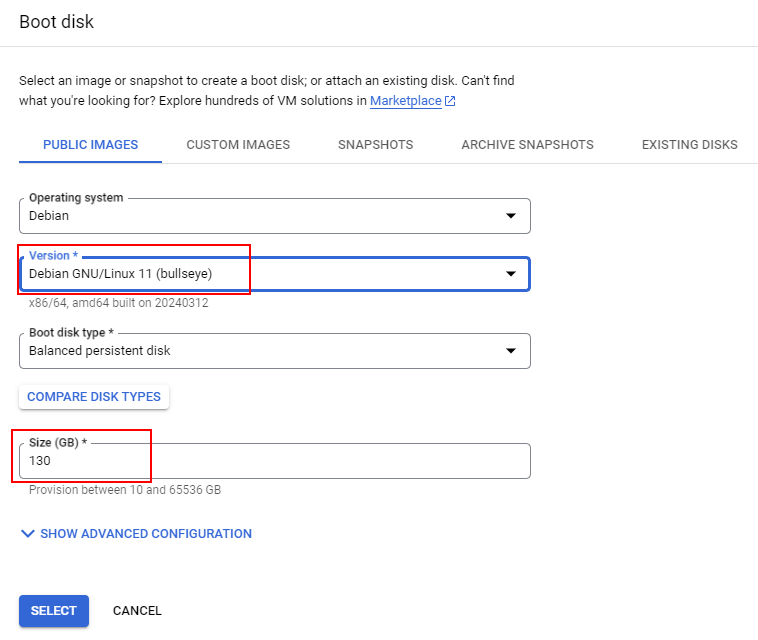 Boot disk
Select an image or snapshot to create a boot disk; or attach an existing disk. Can't find
what you're looking for? Explore hundreds of VM solutions in Marketplace
PUBLIC IMAGES CUSTOM IMAGES SNAPSHOTS ARCHIVE SNAPSHOTS EXISTING DISKS
Operating system
Debian
Version *
Debian GNU/Linux 11 (bullseye)
x86/64, amd64 built on 20240312
Boot disk type *
Balanced persistent disk
COMPARE DISK TYPES
Size (GB) *
130
Provision between 10 and 65536 GB
SHOW ADVANCED CONFIGURATION
SELECT CANCEL